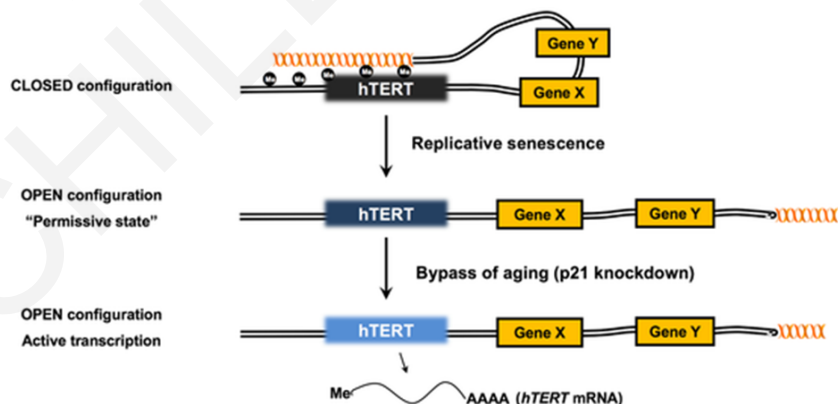 Gene Y
Me Me Me Me Me
CLOSED configuration
hTERT
Gene X
Replicative senescence
OPEN configuration
"Permissive state"
hTERT
Gene X
Gene Y
Bypass of aging (p21 knockdown)
OPEN configuration
Active transcription
hTERT
Gene X
Gene Y
Me
AAAA (hTERT mRNA)